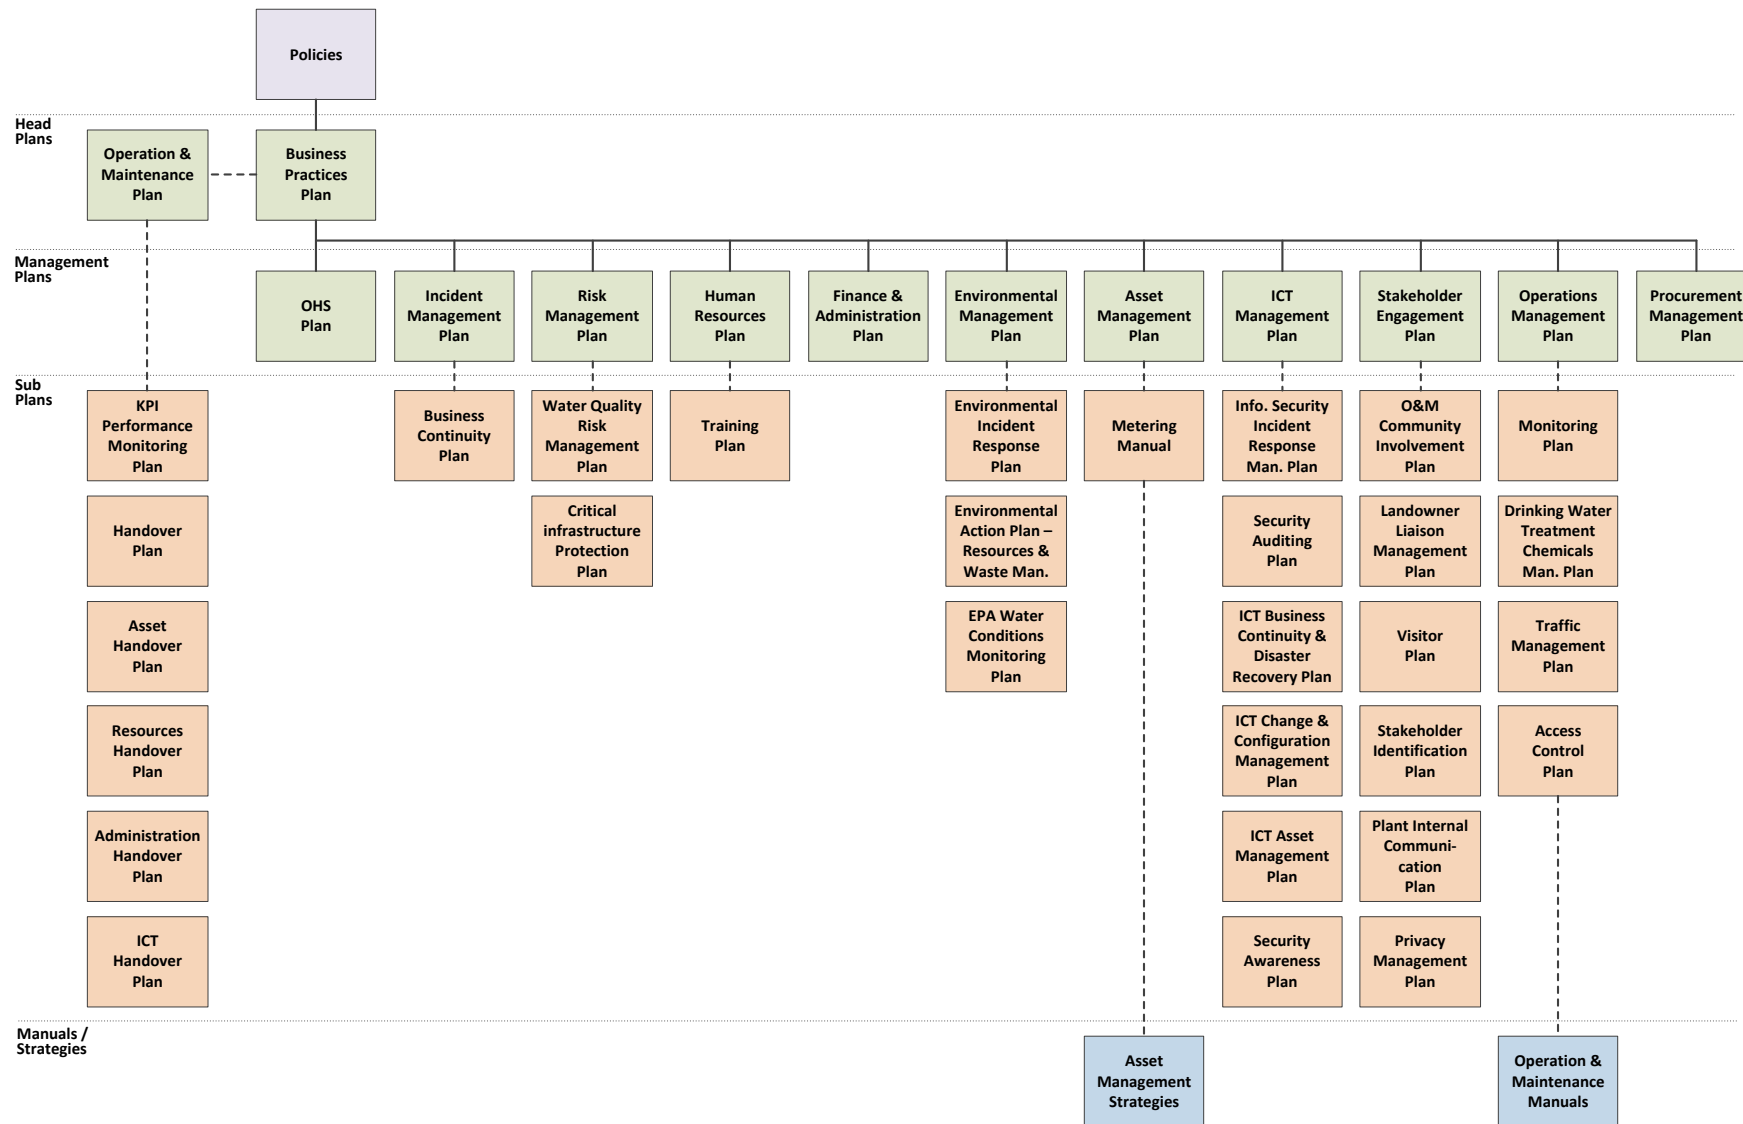 Policies
Head
Plans
Operation &
Maintenance
Plan
Business
Practices
Plan
Management
Plans
OHS
Plan
Incident
Management
Plan
Risk
Management
Plan
Human
Resources
Plan
Finance &
Administration
Plan
Environmental
Management
Plan
Asset
Management
Plan
ICT
Management
Plan
Stakeholder
Engagement
Plan
Operations
Management
Plan
Procurement
Management
Plan
Sub
Plans
KPI
Performance
Monitoring
Plan
Business
Continuity
Plan
Water Quality
Risk
Management
Plan
Training
Plan
Environmental
Incident
Response
Plan
Metering
Manual
Info. Security
Incident
Response
Man. Plan
O&M
Community
Involvement
Plan
Monitoring
Plan
Handover
Plan
Critical
infrastructure
Protection
Plan
Environmental
Action Plan –
Resources &
Waste Man.
Security
Auditing
Plan
Landowner
Liaison
Management
Plan
Drinking Water
Treatment
Chemicals
Man. Plan
Asset
Handover
Plan
EPA Water
Conditions
Monitoring
Plan
ICT Business
Continuity &
Disaster
Recovery Plan
Visitor
Plan
Traffic
Management
Plan
Resources
Handover
Plan
ICT Change &
Configuration
Management
Plan
Stakeholder
Identification
Plan
Access
Control
Plan
Administration
Handover
Plan
ICT Asset
Management
Plan
Plant Internal
Communi-
cation
Plan
ICT
Handover
Plan
Security
Awareness
Plan
Privacy
Management
Plan
Manuals /
Strategies
Asset
Management
Strategies
Operation &
Maintenance
Manuals